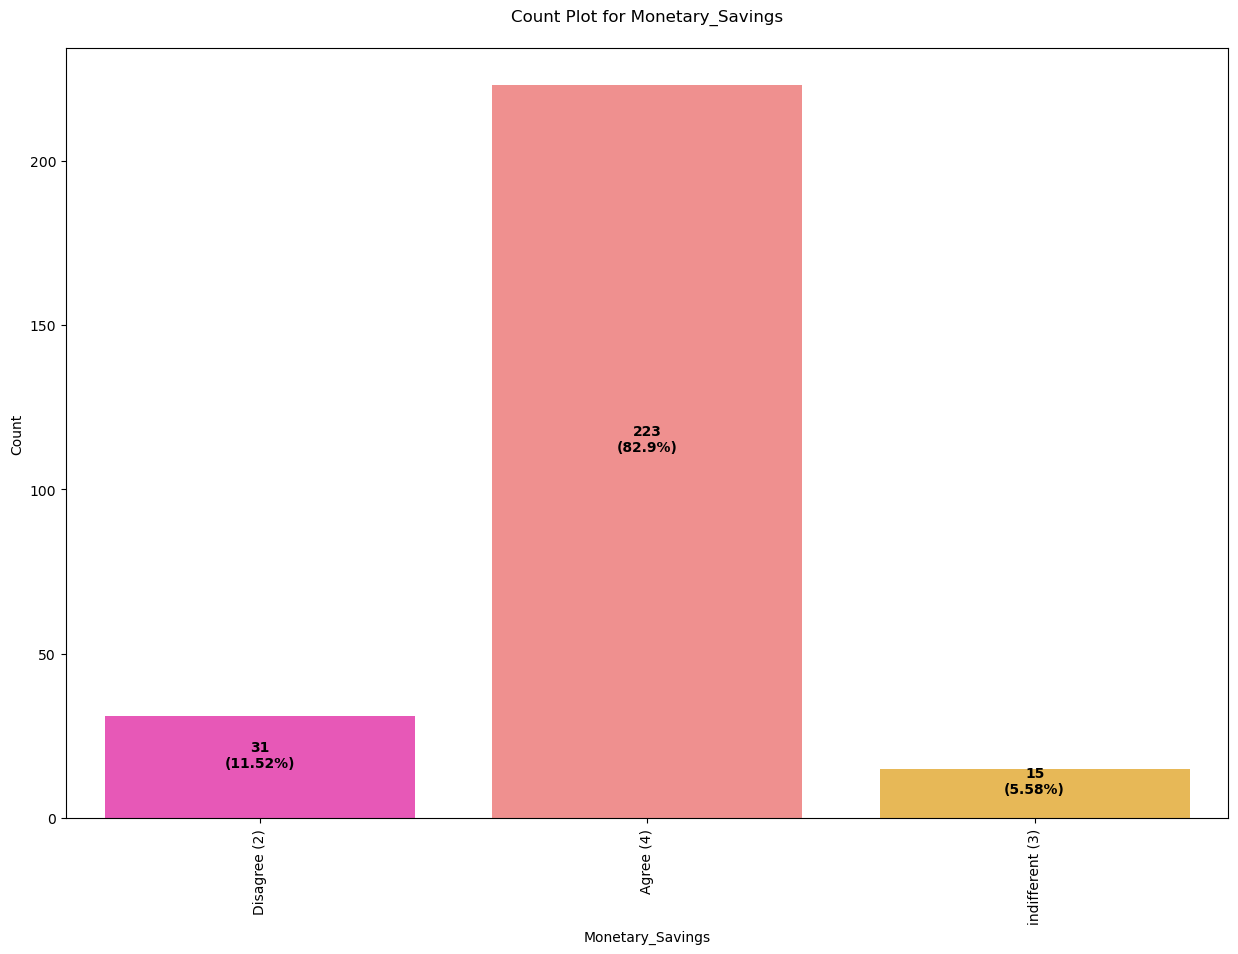 Count Plot for Monetary_Savings
Count
200
150
100
50
0
223
(82.9%)
31
(11.52%)
15
(5.58%)
Disagree (2)
Agree (4)
indifferent (3)
Monetary_Savings